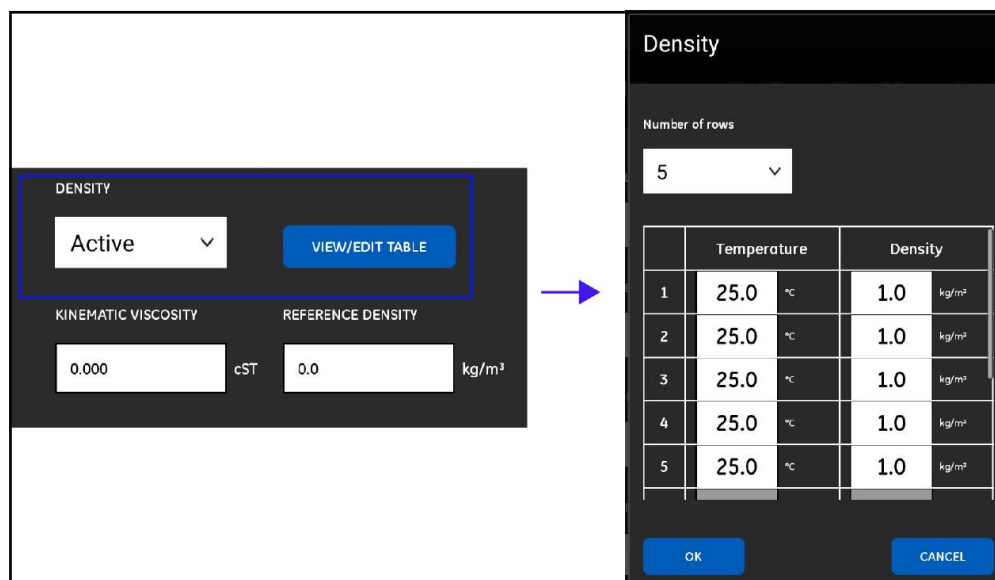 DENSITY
Active
VIEW/EDIT TABLE
KINEMATIC VISCOSITY REFERENCE DENSITY
0.000 cST 0.0 kg/m³
Density
Number of rows
5
Temperature Density
1 25.0 °C 1.0 kg/m³
2 25.0 °C 1.0 kg/m³
3 25.0 °C 1.0 kg/m³
4 25.0 °C 1.0 kg/m³
5 25.0 °C 1.0 kg/m³
OK CANCEL